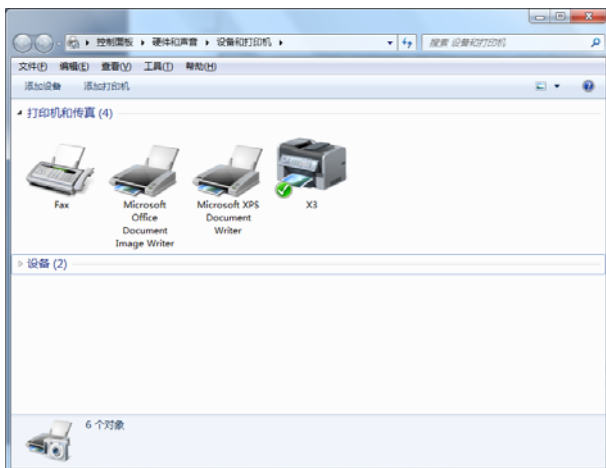 控制面板 ▸ 硬件和声音 ▸ 设备和打印机 ▸
搜索 设备和打印机
文件(F) 编辑(E) 查看(V) 工具(T) 帮助(H)
添加设备 添加打印机
打印机和传真 (4)
Fax
Microsoft Office Document Image Writer
Microsoft XPS Document Writer
X3
设备 (2)
6 个对象